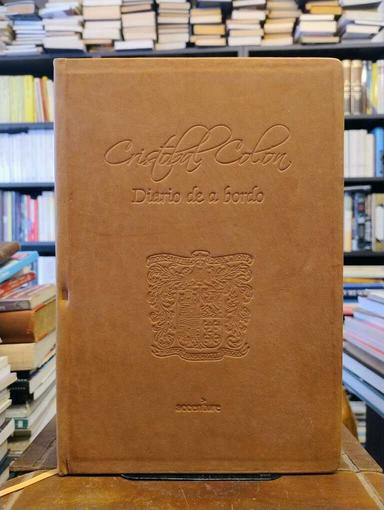 Cristóbal Colón
Diario de a bordo
accenture